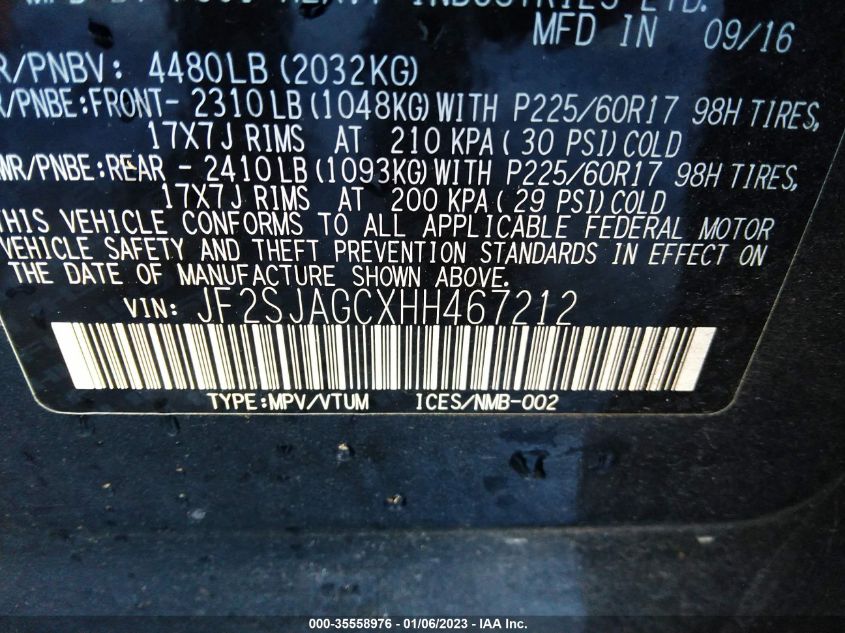 INDUSTRIES LTD.
MFD IN 09/16
R/PNBV: 4480LB (2032KG)
R/PNBE:FRONT- 2310LB (1048KG) WITH P225/60R17 98H TIRES,
17X7J RIMS AT 210 KPA (30 PSI) COLD
WR/PNBE:REAR - 2410LB (1093KG) WITH P225/60R17 98H TIRES,
17X7J RIMS AT 200 KPA (29 PSI) COLD
THIS VEHICLE CONFORMS TO ALL APPLICABLE FEDERAL MOTOR
VEHICLE SAFETY AND THEFT PREVENTION STANDARDS IN EFFECT ON
THE DATE OF MANUFACTURE SHOWN ABOVE.
VIN: JF2SJAGCXHH467212
TYPE:MPV/VTUM ICES/NMB-002
000-35558976 - 01/06/2023 - IAA Inc.